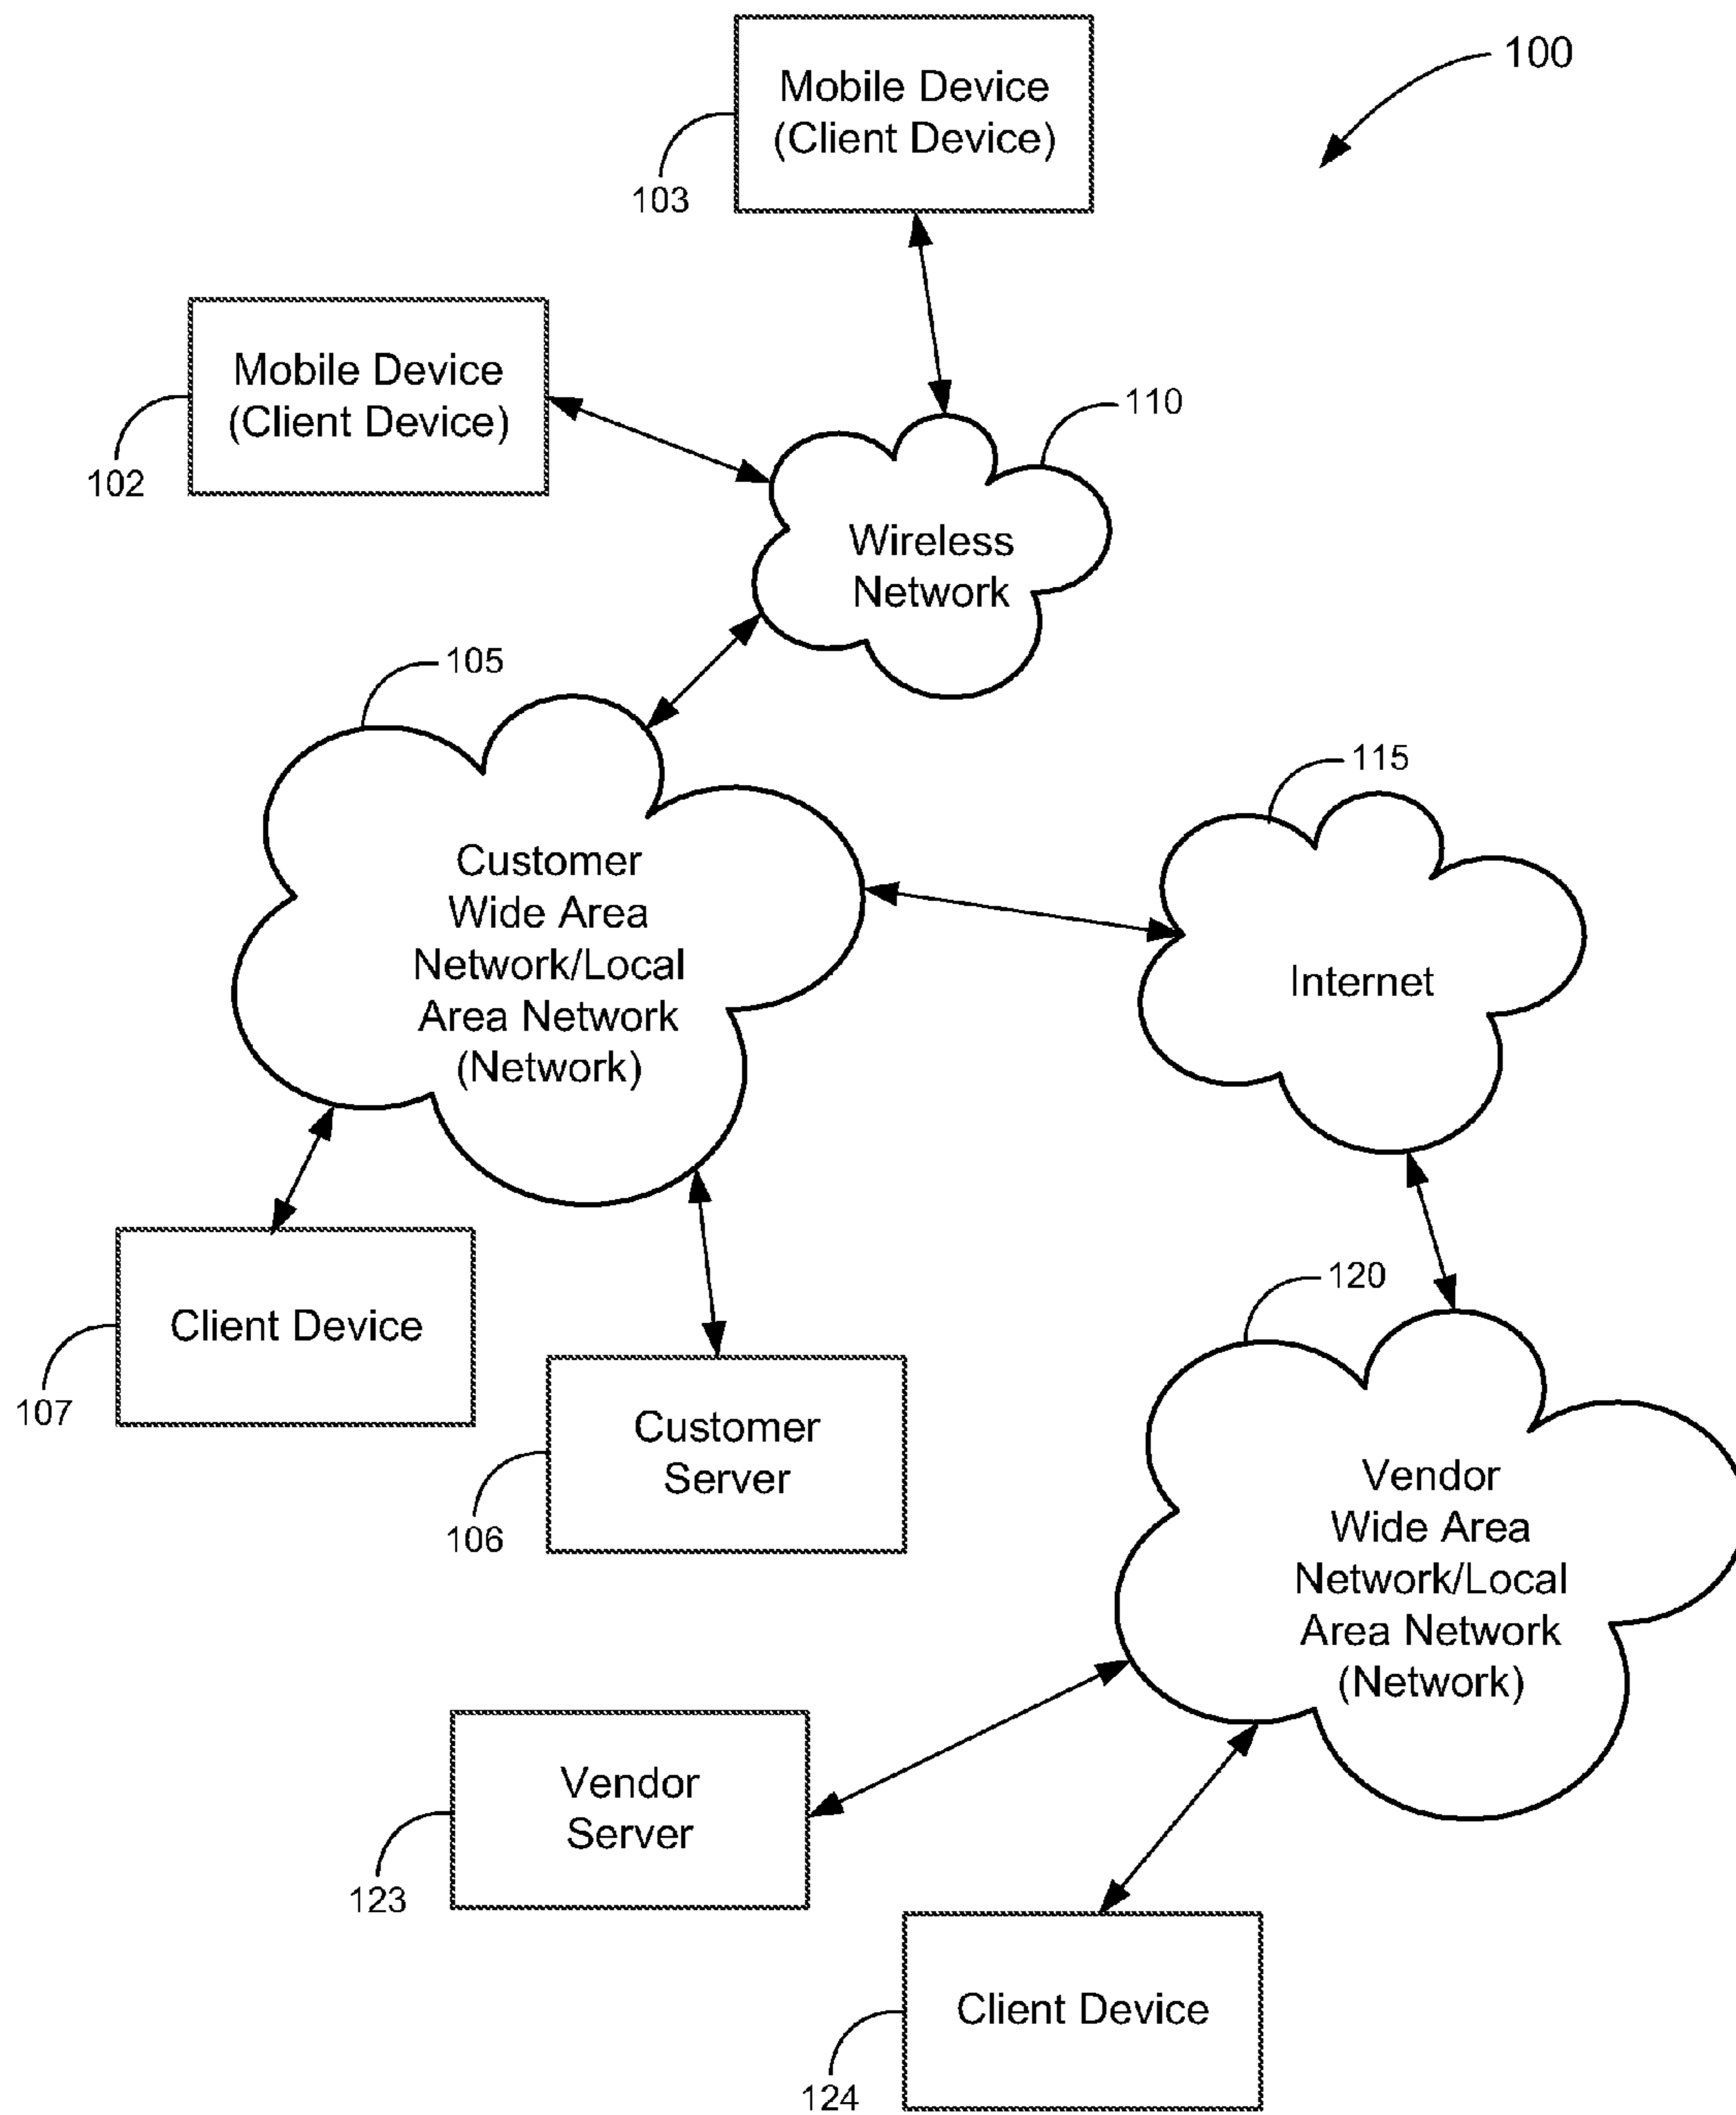 100
Mobile Device
(Client Device)
103
Mobile Device
(Client Device)
102
110
Wireless
Network
105
Customer
Wide Area
Network/Local
Area Network
(Network)
115
Internet
Client Device
107
Customer
Server
106
120
Vendor
Wide Area
Network/Local
Area Network
(Network)
Vendor
Server
123
Client Device
124